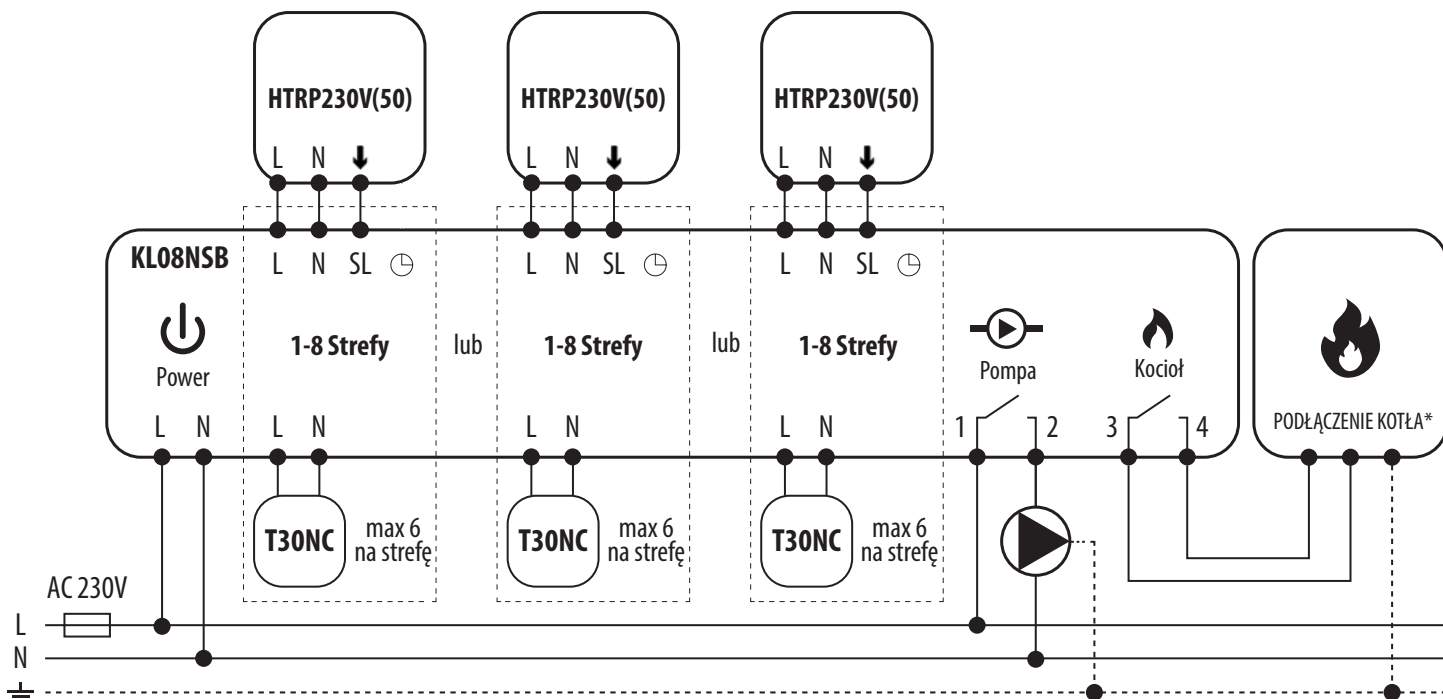 HTRP230V(50) HTRP230V(50) HTRP230V(50)
L N L N L N
KL08NSB L N SL L N SL L N SL
1-8 Strefy lub 1-8 Strefy lub 1-8 Strefy
Power Pompa Kocioł
PODŁĄCZENIE KOTŁA*
L N L N L N L N 1 2 3 4
T30NC max 6 T30NC max 6 T30NC max 6
na strefę na strefę na strefę
AC 230V
L
N